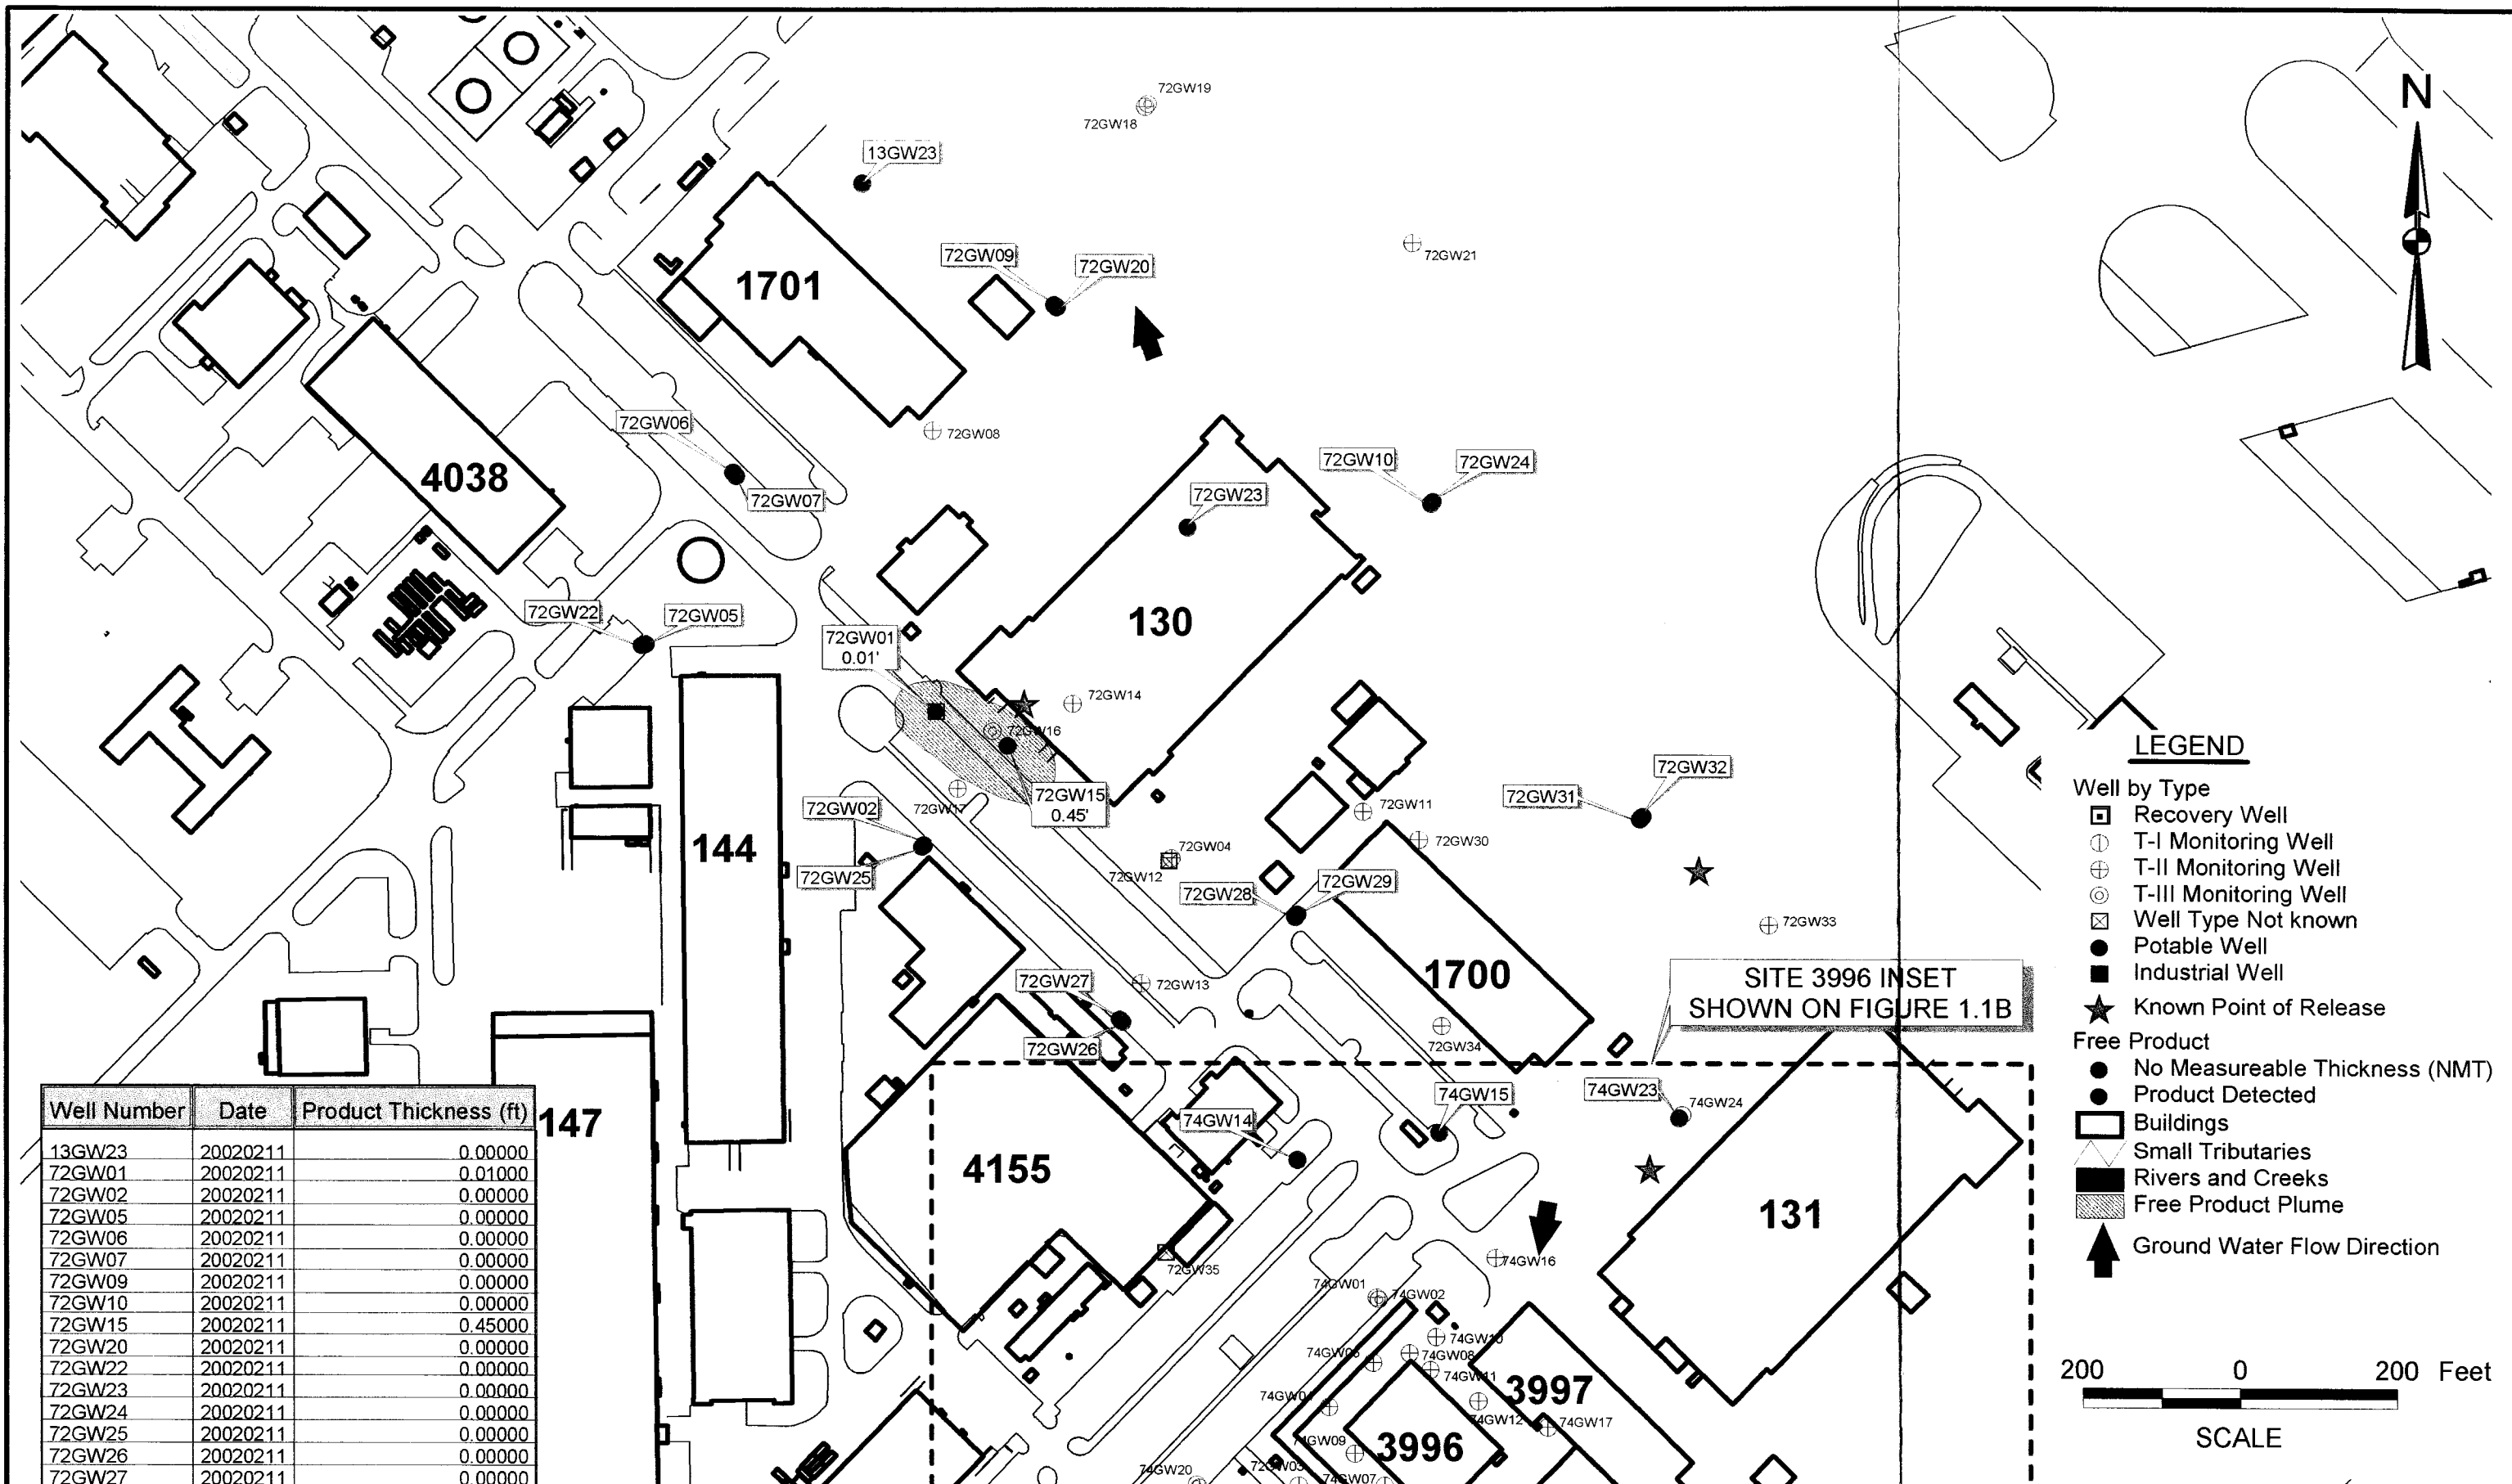 72GW19
72GW18
N
13GW23
72GW09
72GW20
72GW21
1701
72GW06
72GW08
72GW10
72GW24
4038
72GW07
72GW23
72GW22
72GW05
72GW01
0.01'
130
72GW14
72GW16
72GW32
72GW31
72GW02
72GW17
72GW15
0.45'
72GW11
72GW30
144
72GW04
72GW25
72GW12
72GW28
72GW29
72GW33
1700
SITE 3996 INSET
SHOWN ON FIGURE 1.1B
72GW27
72GW13
72GW26
72GW34
74GW15
74GW23
74GW24
74GW14
147
4155
131
74GW16
72GW35
74GW01
74GW02
74GW10
74GW08
74GW11
3997
74GW12
74GW17
74GW09
3996
74GW20
72GW03
74GW07
LEGEND
Well by Type
Recovery Well
T-I Monitoring Well
T-II Monitoring Well
T-III Monitoring Well
Well Type Not known
Potable Well
Industrial Well
Known Point of Release
Free Product
No Measureable Thickness (NMT)
Product Detected
Buildings
Small Tributaries
Rivers and Creeks
Free Product Plume
Ground Water Flow Direction
200 0 200 Feet
SCALE
Well Number Date Product Thickness (ft)
13GW23 20020211 0.00000
72GW01 20020211 0.01000
72GW02 20020211 0.00000
72GW05 20020211 0.00000
72GW06 20020211 0.00000
72GW07 20020211 0.00000
72GW09 20020211 0.00000
72GW10 20020211 0.00000
72GW15 20020211 0.45000
72GW20 20020211 0.00000
72GW22 20020211 0.00000
72GW23 20020211 0.00000
72GW24 20020211 0.00000
72GW25 20020211 0.00000
72GW26 20020211 0.00000
72GW27 20020211 0.00000